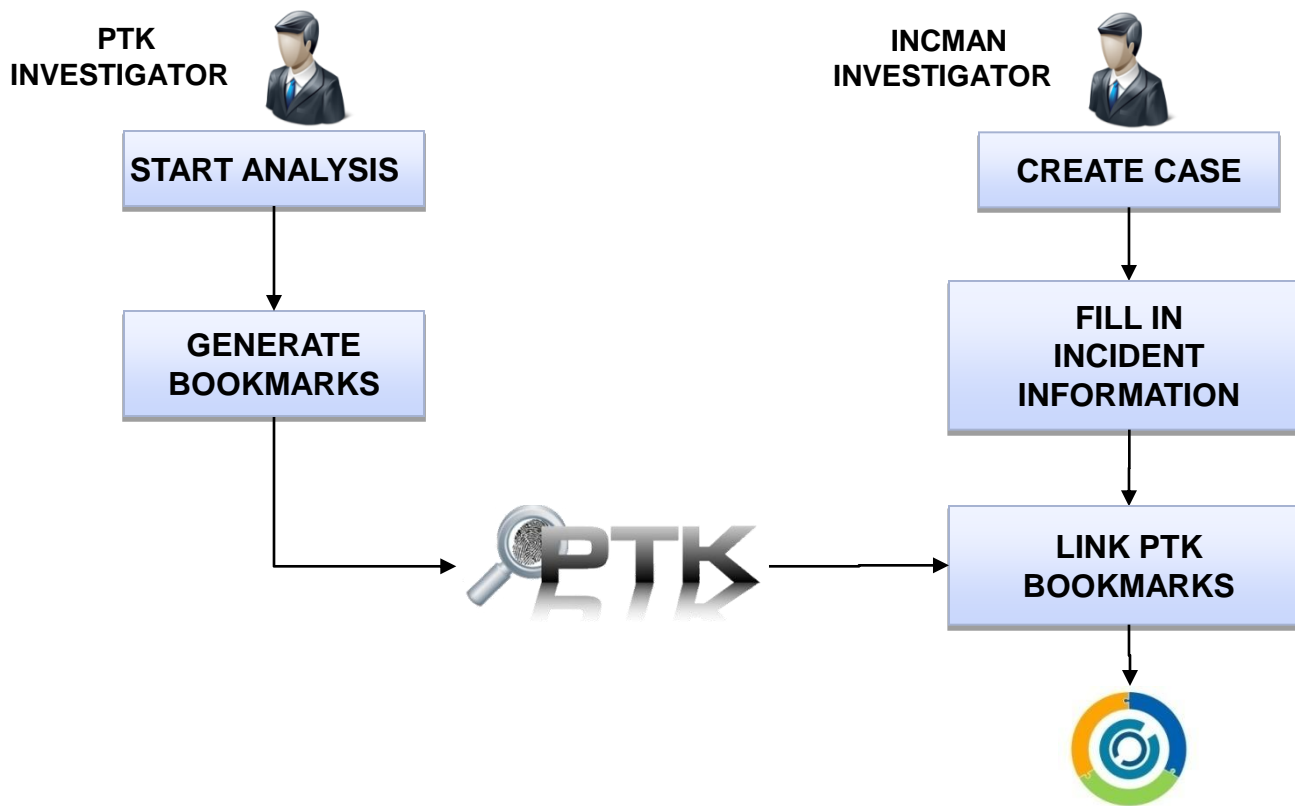 PTK
INVESTIGATOR
START ANALYSIS
GENERATE
BOOKMARKS
PTK
INCMAN
INVESTIGATOR
CREATE CASE
FILL IN
INCIDENT
INFORMATION
LINK PTK
BOOKMARKS